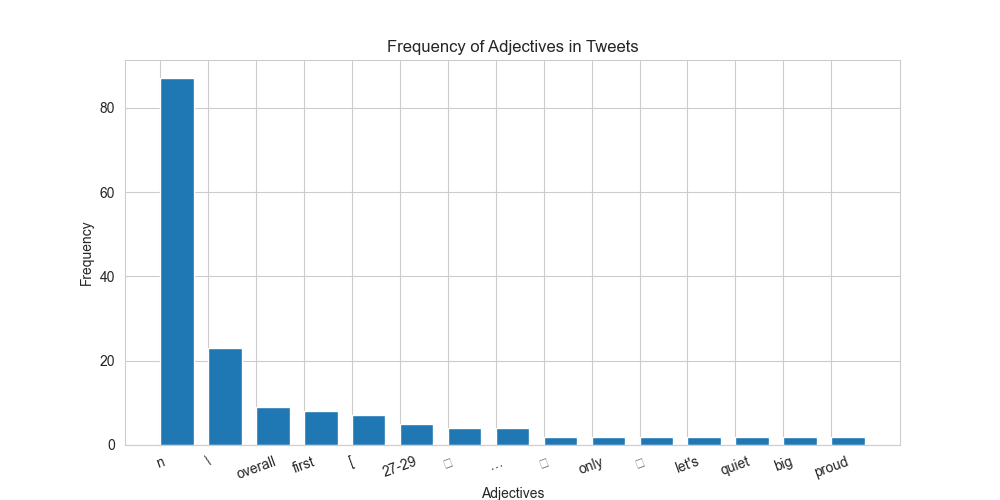 Frequency of Adjectives in Tweets
Frequency
80
60
40
20
0
n
\
overall
first
[
27-29
□
…
□
only
□
let's
quiet
big
proud
Adjectives